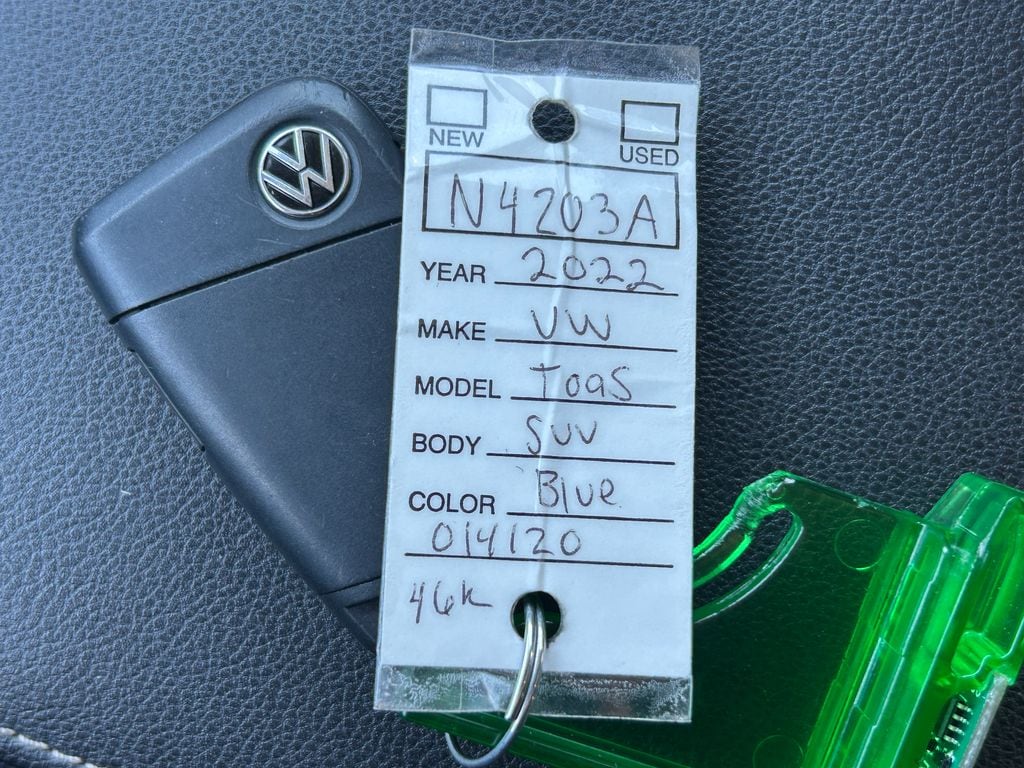 NEW USED
N4203A
YEAR 2022
MAKE VW
MODEL Toas
BODY SUV
COLOR Blue
014120
46k